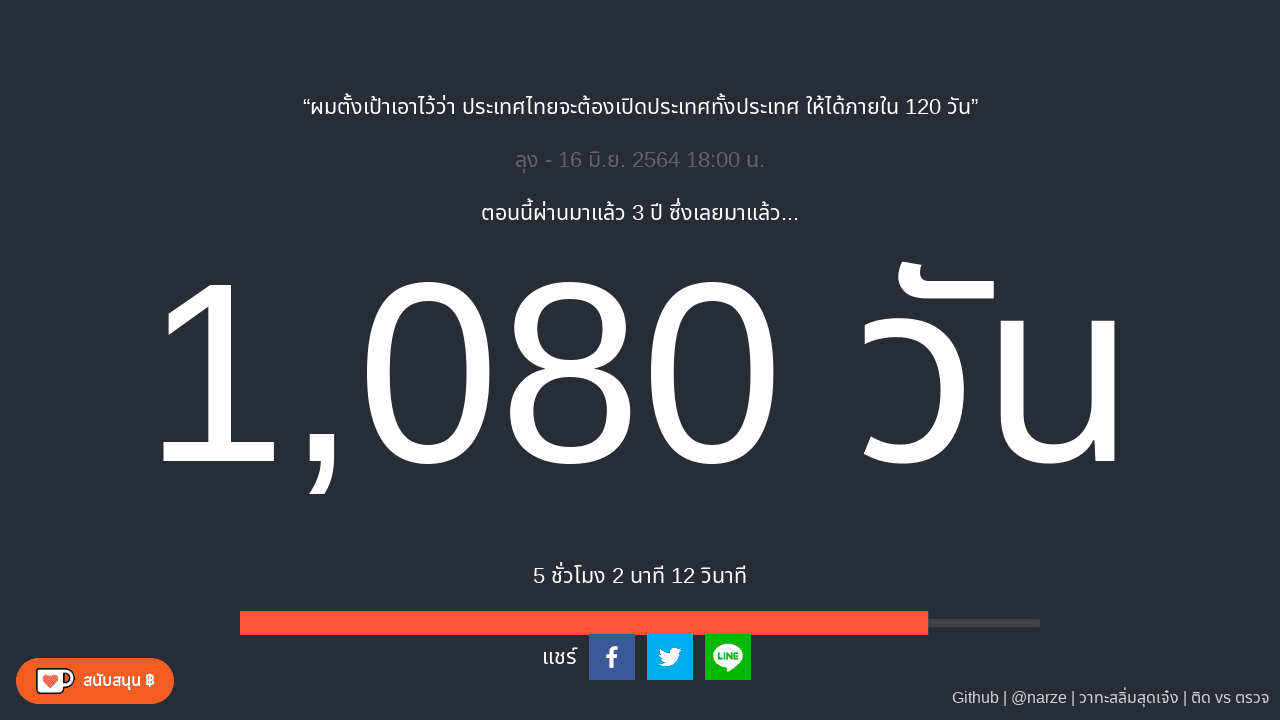 “ผมตั้งเป้าเอาไว้ว่า ประเทศไทยจะต้องเปิดประเทศทั้งประเทศ ให้ได้ภายใน 120 วัน”
ลุง - 16 มิ.ย. 2564 18:00 น.
ตอนนี้ผ่านมาแล้ว 3 ปี ซึ่งเลยมาแล้ว...
1,080 วัน
5 ชั่วโมง 2 นาที 12 วินาที
แชร์
LINE
สนับสนุน ฿
Github | @narze | วาทะสลิ่มสุดเจ๋ง | ติด vs ตรวจ